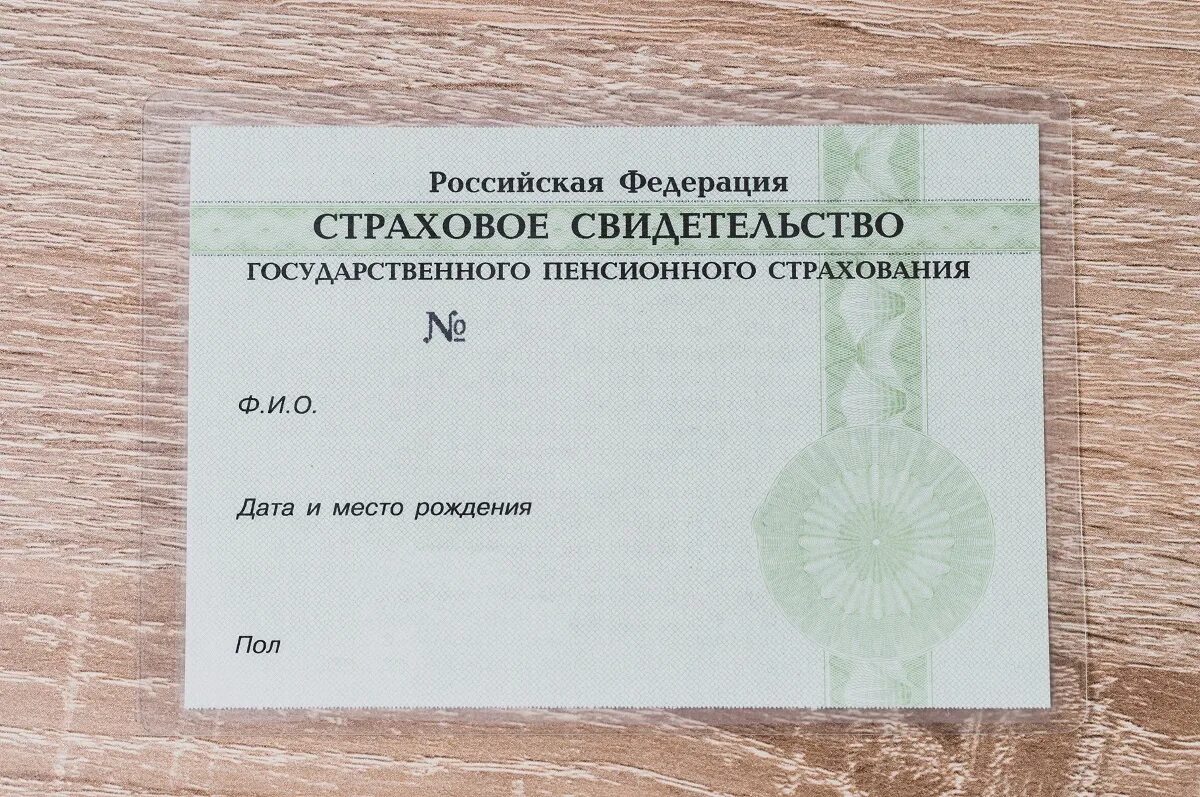 Российская Федерация
СТРАХОВОЕ СВИДЕТЕЛЬСТВО
ГОСУДАРСТВЕННОГО ПЕНСИОННОГО СТРАХОВАНИЯ
№
Ф.И.О.
Дата и место рождения
Пол